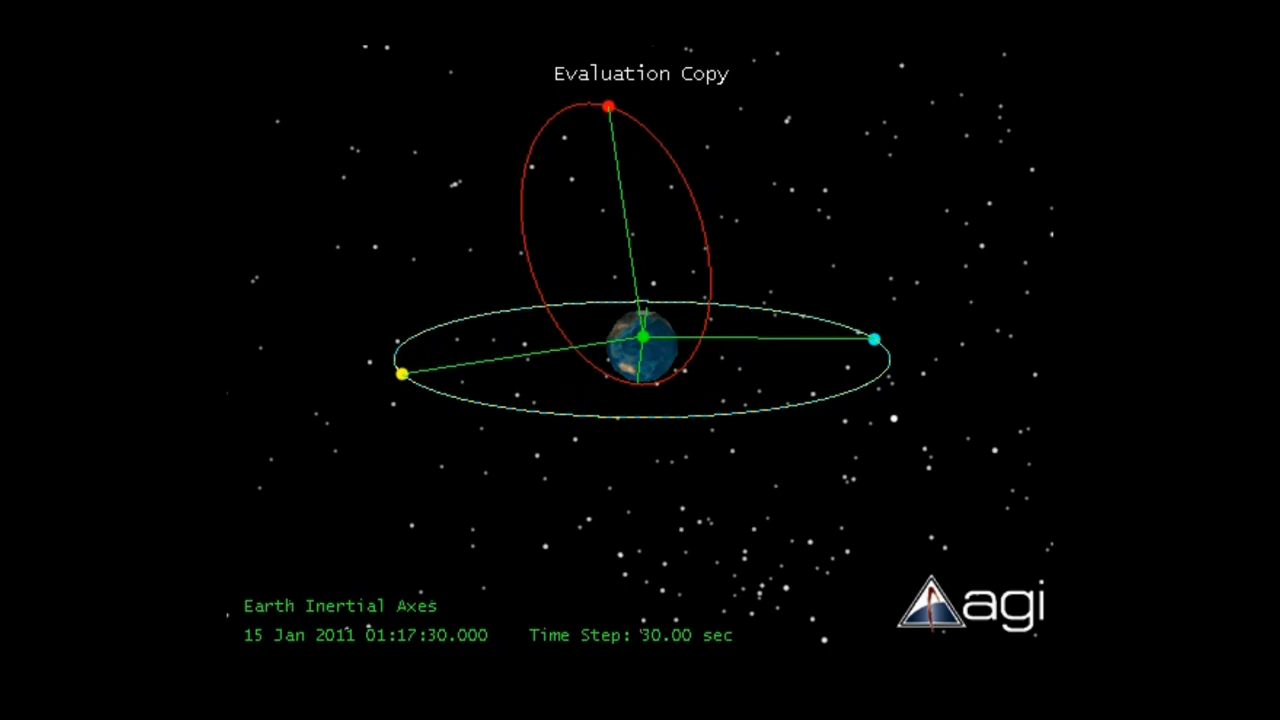 Evaluation Copy
agi
Earth Inertial Axes
15 Jan 2011 01:17:30.000 Time Step: 30.00 sec